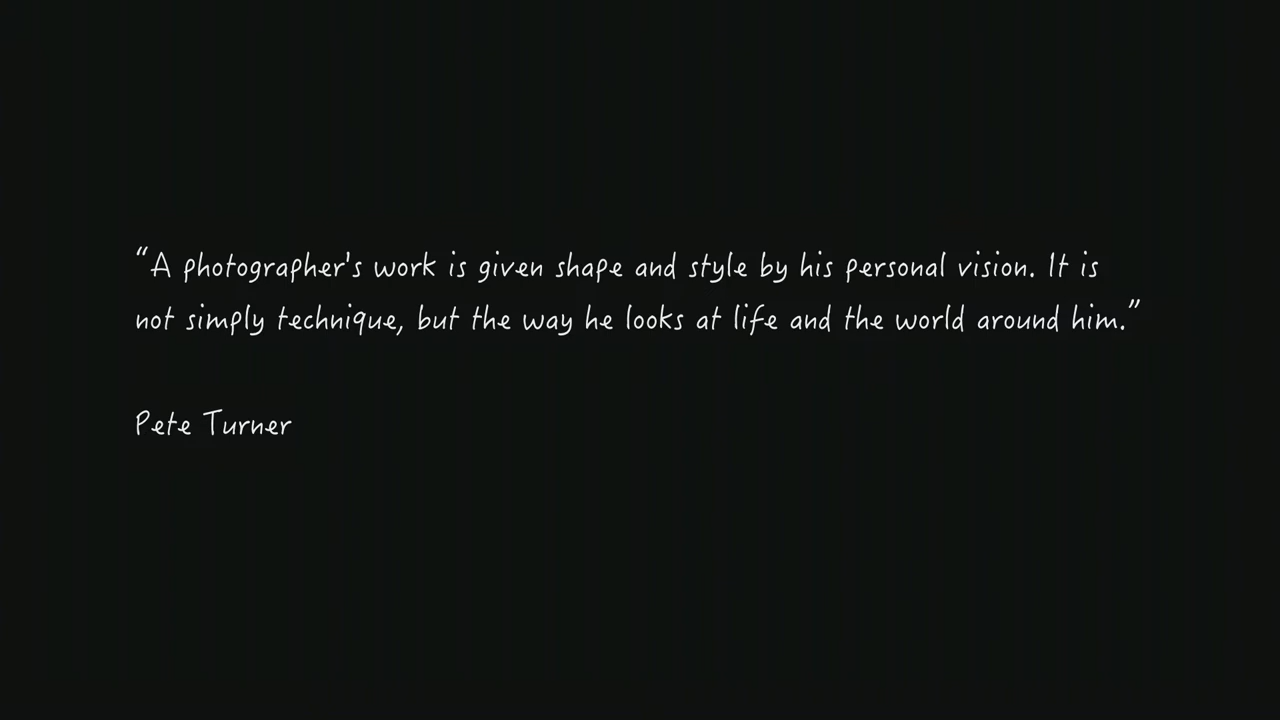 “A photographer's work is given shape and style by his personal vision. It is
not simply technique, but the way he looks at life and the world around him.”
Pete Turner